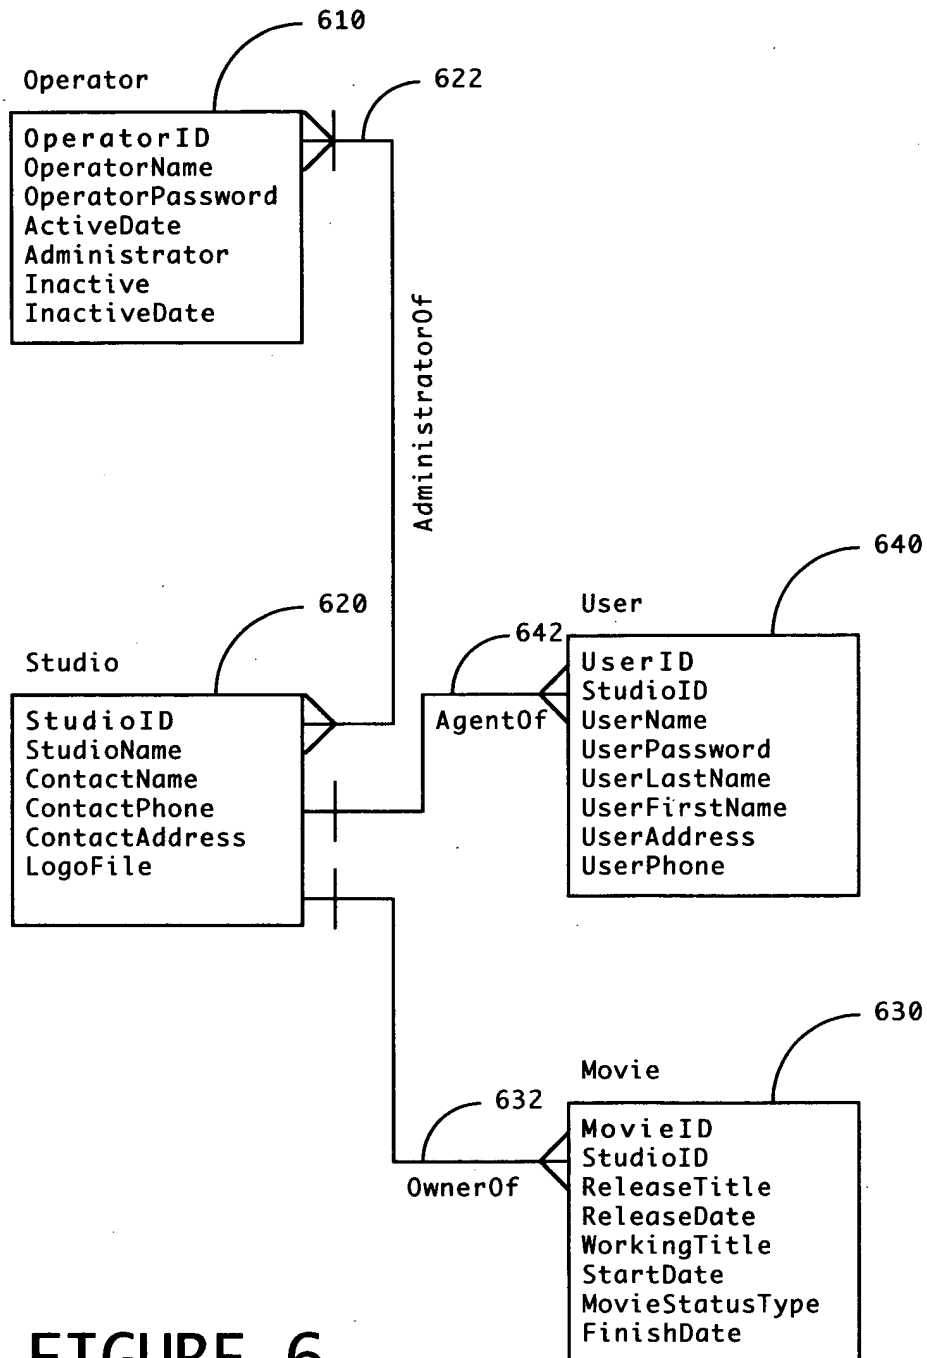 610
Operator
622
OperatorID
OperatorName
OperatorPassword
ActiveDate
Administrator
Inactive
InactiveDate
AdministratorOf
640
620
User
642
Studio
UserID
StudioID
UserName
UserPassword
UserLastName
UserFirstName
UserAddress
UserPhone
AgentOf
StudioID
StudioName
ContactName
ContactPhone
ContactAddress
LogoFile
630
Movie
632
MovieID
StudioID
ReleaseTitle
ReleaseDate
WorkingTitle
StartDate
MovieStatusType
FinishDate
OwnerOf
FIGURE 6